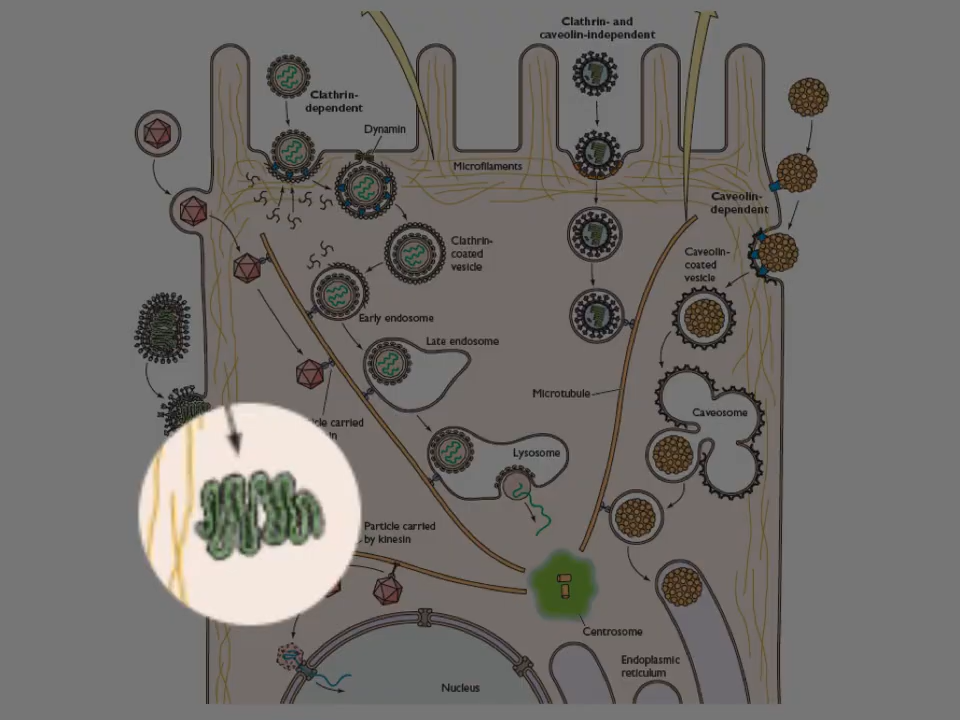 Clathrin- and
caveolin-independent
Clathrin-
dependent
Dynamin
Microfilaments
Caveolin-
dependent
Clathrin-
coated
vesicle
Caveolin-
coated
vesicle
Early endosome
Late endosome
Microtubule
Caveosome
carried
Lysosome
Particle carried
by kinesin
Centrosome
Endoplasmic
reticulum
Nucleus